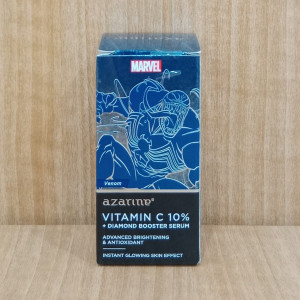 MARVEL
Venom
azarine®
VITAMIN C 10%
+ DIAMOND BOOSTER SERUM
ADVANCED BRIGHTENING
& ANTIOXIDANT
INSTANT GLOWING SKIN EFFECT